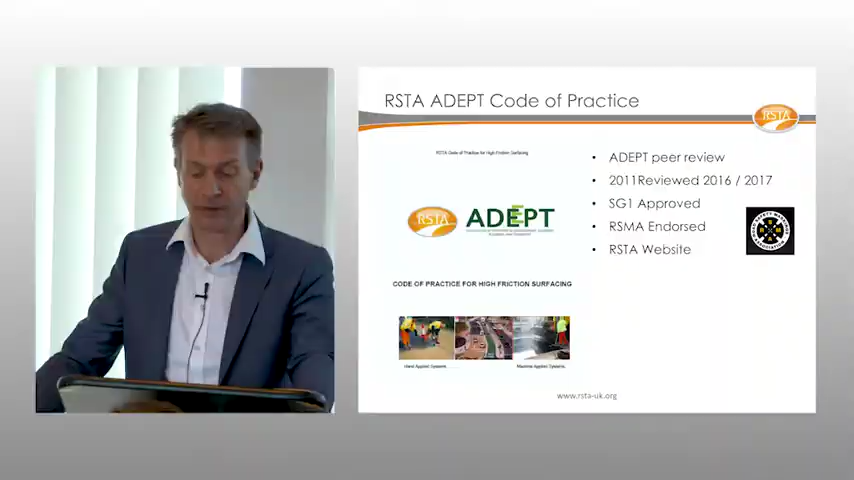 RSTA ADEPT Code of Practice
RSTA
RSTA Code of Practice for High Friction Surfacing
RSTA
ADEPT
• ADEPT peer review
• 2011Reviewed 2016 / 2017
• SG1 Approved
• RSMA Endorsed
• RSTA Website
CODE OF PRACTICE FOR HIGH FRICTION SURFACING
Hand Applied Systems
Machine Applied Systems
www.rsta-uk.org